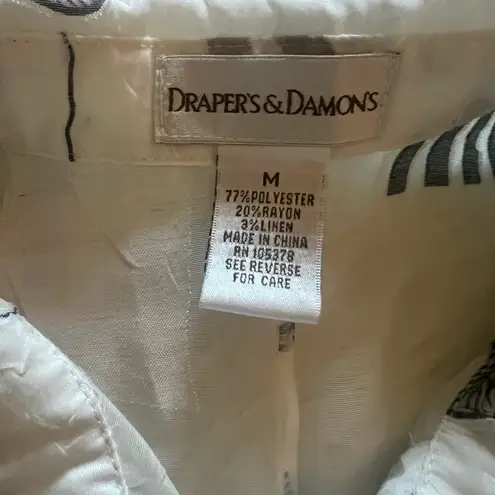 DRAPER'S & DAMON'S
M
77%POLYESTER
20%RAYON
3%LINEN
MADE IN CHINA
RN 105378
SEE REVERSE
FOR CARE